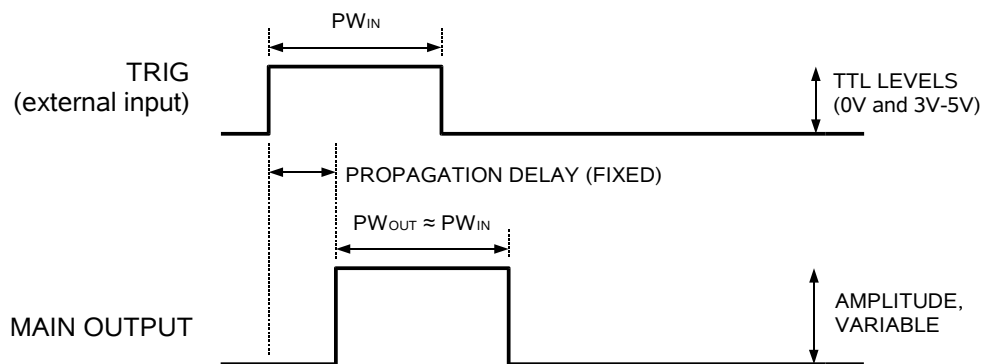 PWIN
TRIG
(external input)
TTL LEVELS
(0V and 3V-5V)
PROPAGATION DELAY (FIXED)
PWOUT ≈ PWIN
MAIN OUTPUT
AMPLITUDE,
VARIABLE